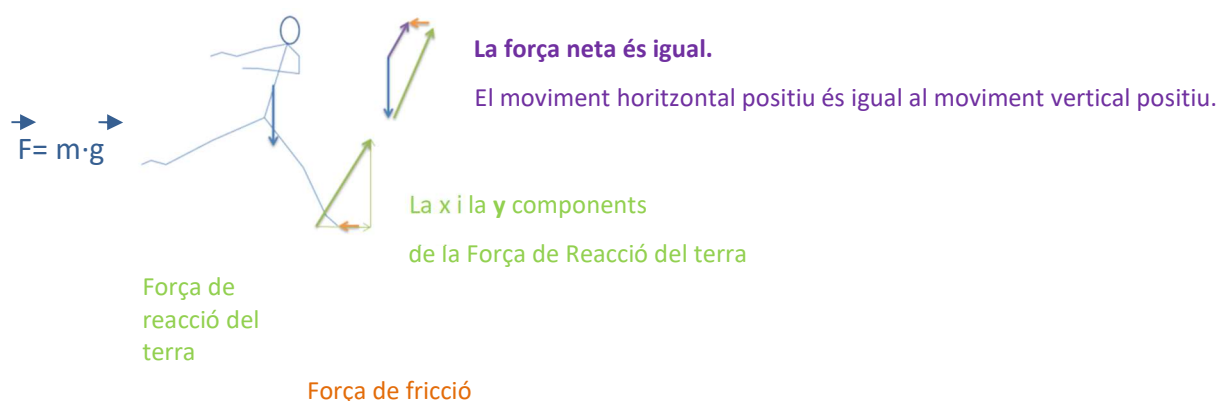 La força neta és igual.
El moviment horitzontal positiu és igual al moviment vertical positiu.
F= m·g
La x i la y components
de la Força de Reacció del terra
Força de
reacció del
terra
Força de fricció